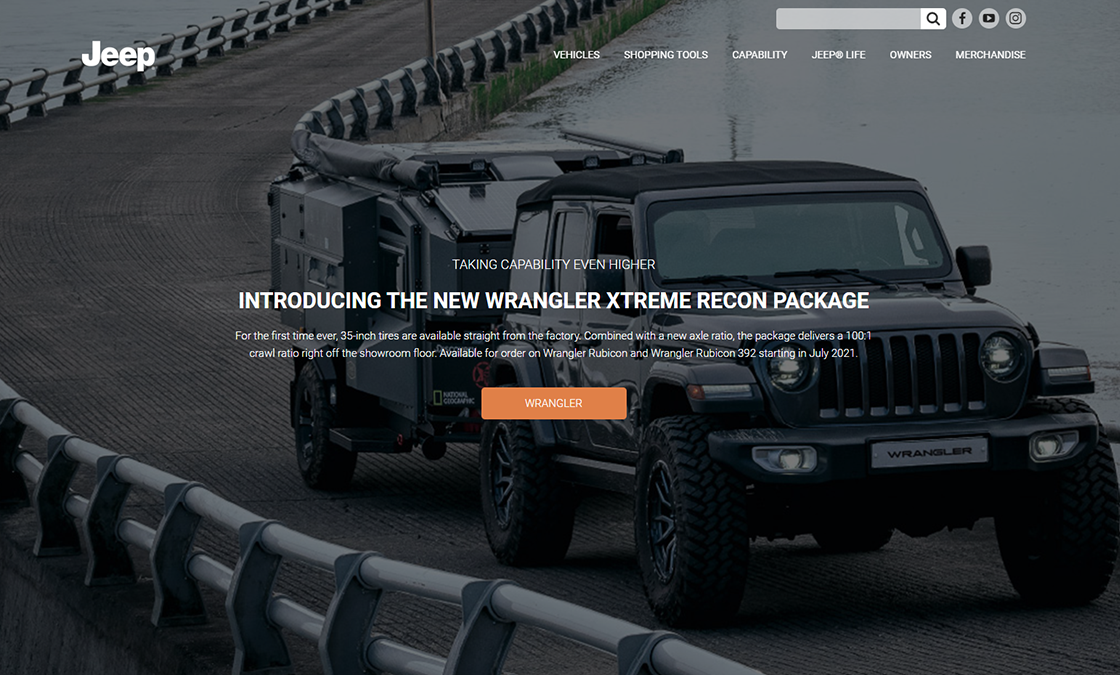 Jeep
VEHICLES SHOPPING TOOLS CAPABILITY JEEP® LIFE OWNERS MERCHANDISE
TAKING CAPABILITY EVEN HIGHER
INTRODUCING THE NEW WRANGLER XTREME RECON PACKAGE
For the first time ever, 35-inch tires are available straight from the factory. Combined with a new axle ratio, the package delivers a 100:1
crawl ratio right off the showroom floor. Available for order on Wrangler Rubicon and Wrangler Rubicon 392 starting in July 2021.
NATIONAL
GEOGRAPHIC
WRANGLER
WRANGLER